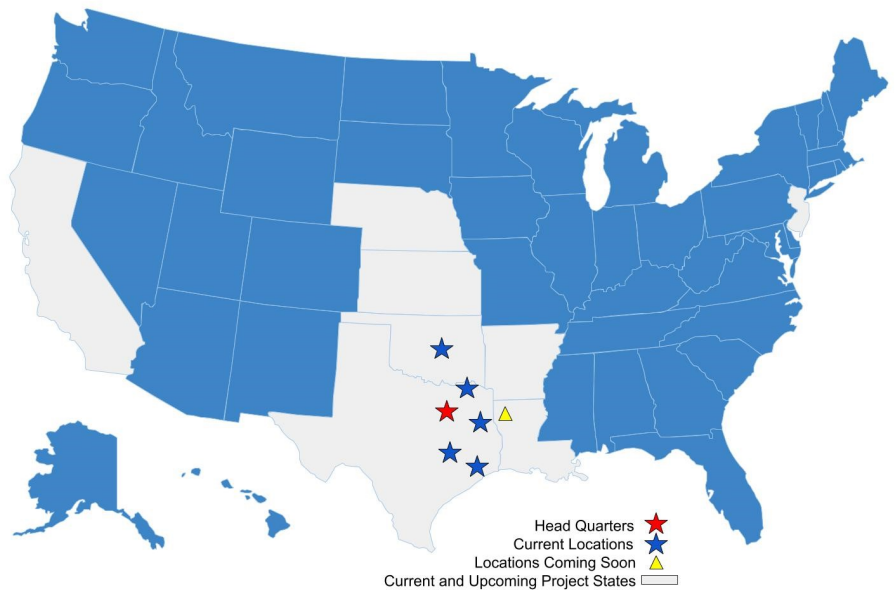 Head Quarters
Current Locations
Locations Coming Soon
Current and Upcoming Project States